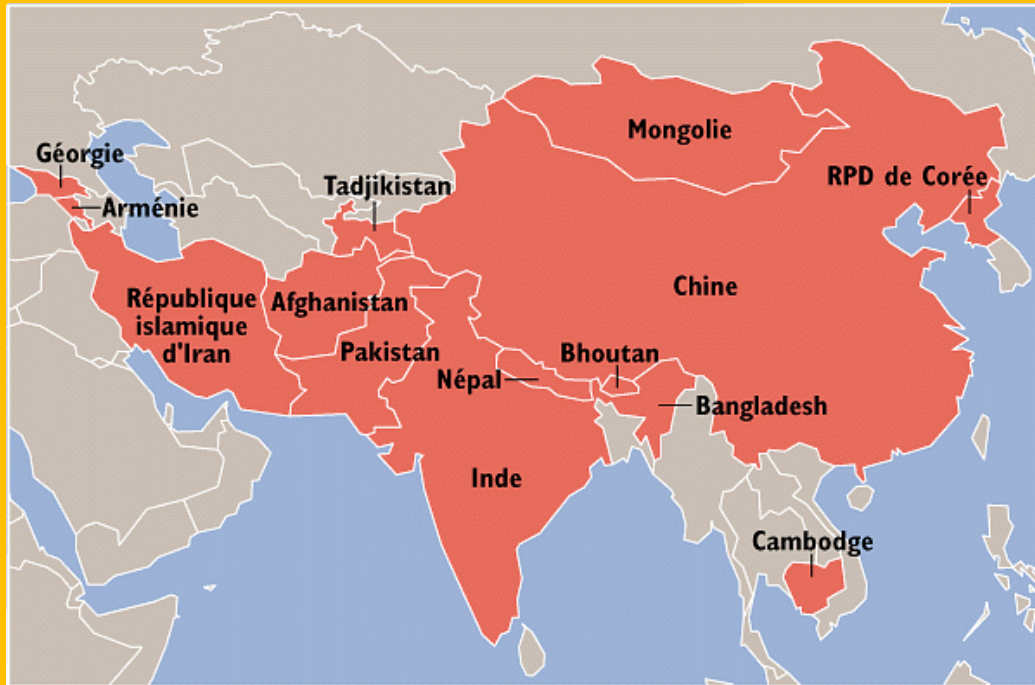 Mongolie
Géorgie
RPD de Corée
Tadjikistan
Arménie
Chine
République
islamique
d'Iran
Afghanistan
Pakistan
Bhoutan
Népal
Bangladesh
Inde
Cambodge